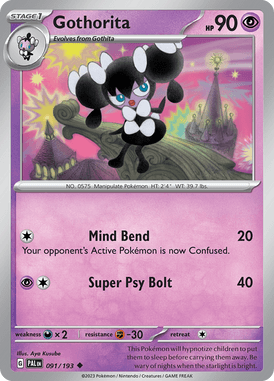 STAGE 1
Gothorita
HP 90
Evolves from Gothita
NO. 0575 Manipulate Pokémon HT: 2'4" WT: 39.7 lbs.
Mind Bend 20
Your opponent's Active Pokémon is now Confused.
Super Psy Bolt 40
weakness ×2 resistance -30 retreat
Illus. Ayo Kusube
G PAL EN 091/193 ◆
This Pokémon will hypnotize children to put
them to sleep before carrying them away. Be
wary of nights when the starlight is bright.
©2023 Pokémon / Nintendo / Creatures / GAME FREAK